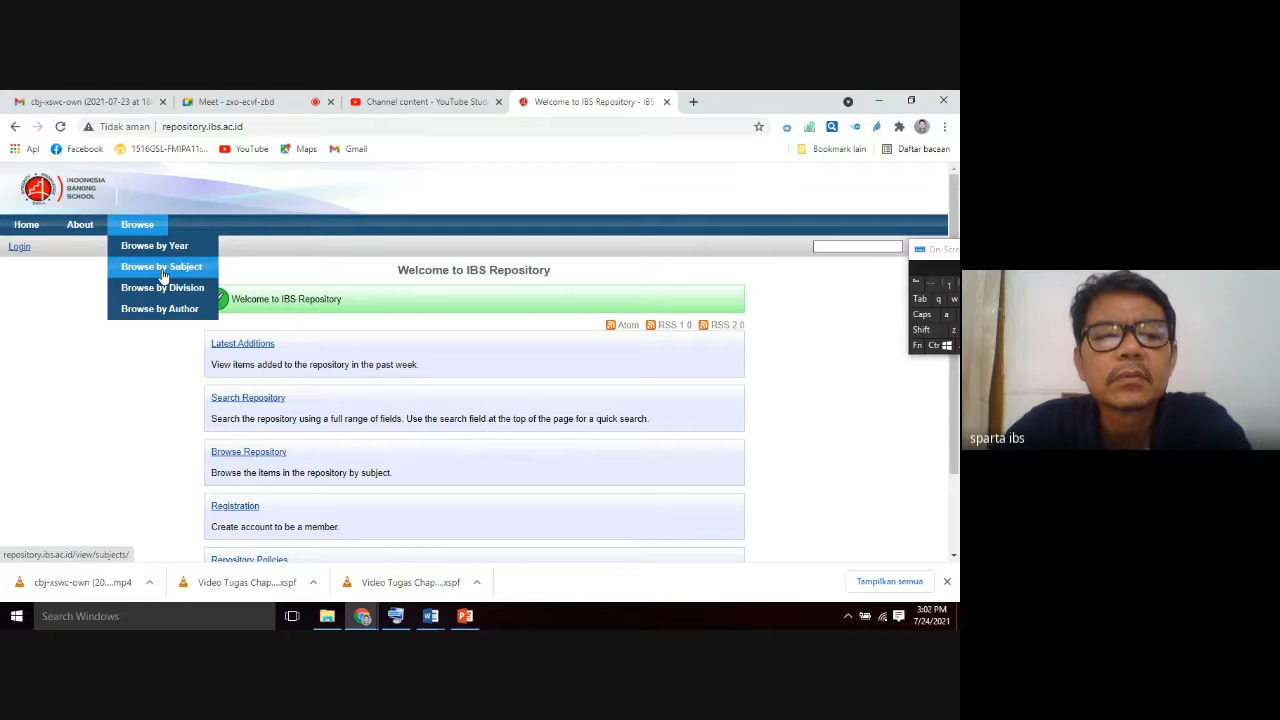 cbj-xswc-own (2021-07-23 at 18
Meet - zxo-ecvf-zbd
Channel content - YouTube Stud
Welcome to IBS Repository - IBS
Tidak aman
repository.ibs.ac.id
Apl
Facebook
1516GSL-FMIPA11:...
YouTube
Maps
Gmail
Bookmark lain
Daftar bacaan
INDONESIA
BANKING
SCHOOL
Home
About
Browse
Login
Browse by Year
Browse by Subject
Browse by Division
Browse by Author
On-Scre
Welcome to IBS Repository
Welcome to IBS Repository
Atom
RSS 1.0
RSS 2.0
Tab q w
Caps a
Shift z
Fn Ctr
Latest Additions
View items added to the repository in the past week.
Search Repository
Search the repository using a full range of fields. Use the search field at the top of the page for a quick search.
Browse Repository
Browse the items in the repository by subject.
Registration
Create account to be a member.
Repository Policies
sparta ibs
repository.ibs.ac.id/view/subjects/
cbj-xswc-own (20....mp4
Video Tugas Chap....xspf
Video Tugas Chap....xspf
Tampilkan semua
Search Windows
3:02 PM
7/24/2021